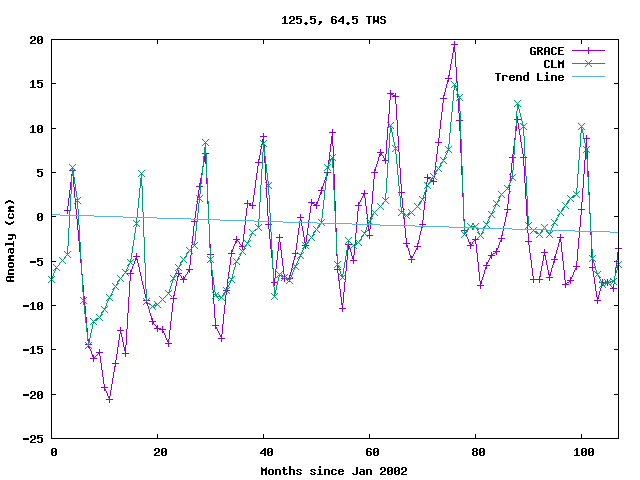 125.5, 64.5 TWS
GRACE
CLM
Trend Line
20
15
10
5
0
-5
-10
-15
-20
-25
Anomaly (cm)
0 20 40 60 80 100
Months since Jan 2002